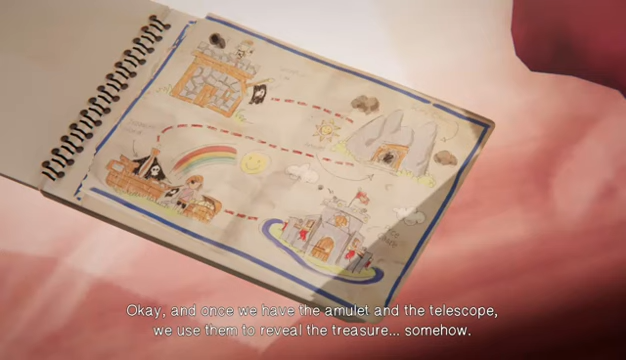 Okay, and once we have the amulet and the telescope,
we use them to reveal the treasure... somehow.